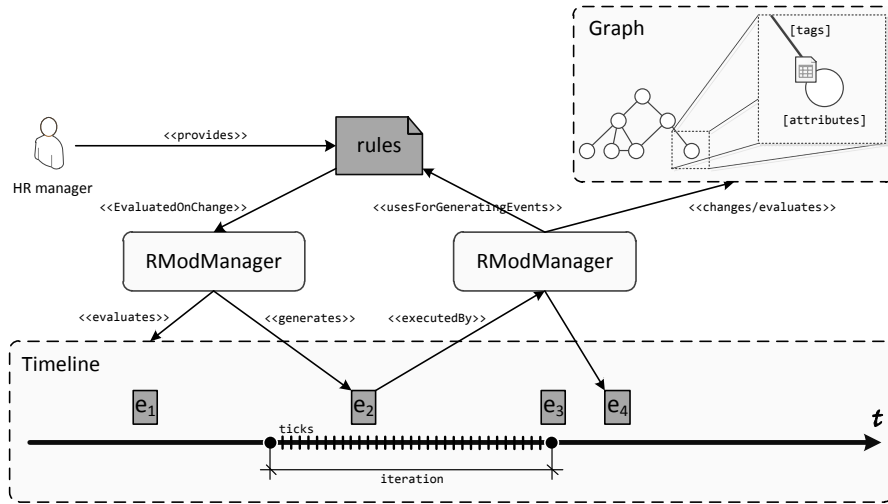 Graph
[tags]
[attributes]
<<provides>>
rules
HR manager
<<EvaluatedOnChange>>
<<usesForGeneratingEvents>>
<<changes/evaluates>>
RModManager
RModManager
<<evaluates>>
<<generates>>
<<executedBy>>
Timeline
e₁
e₂
e₃
e₄
t
ticks
iteration